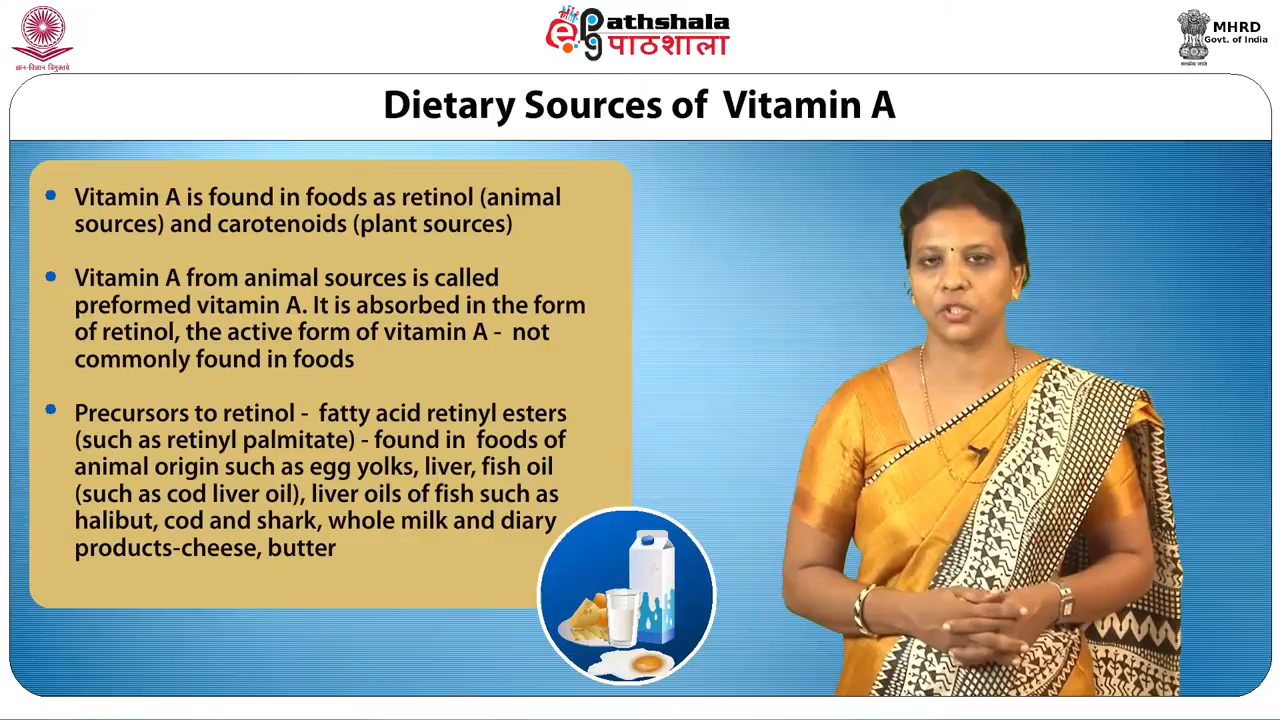 ePG Pathshala
पाठशाला
MHRD
Govt. of India
Dietary Sources of Vitamin A
• Vitamin A is found in foods as retinol (animal
sources) and carotenoids (plant sources)
• Vitamin A from animal sources is called
preformed vitamin A. It is absorbed in the form
of retinol, the active form of vitamin A - not
commonly found in foods
• Precursors to retinol - fatty acid retinyl esters
(such as retinyl palmitate) - found in foods of
animal origin such as egg yolks, liver, fish oil
(such as cod liver oil), liver oils of fish such as
halibut, cod and shark, whole milk and diary
products-cheese, butter